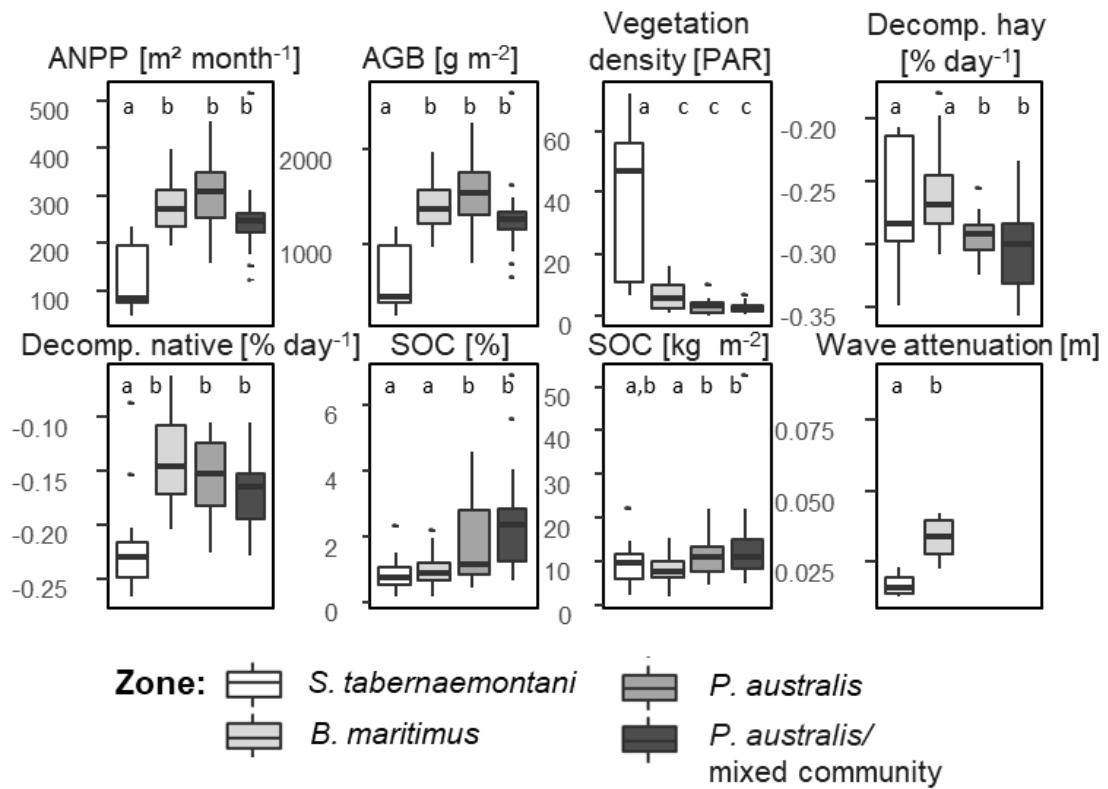 Vegetation Decomp. hay
ANPP [m² month⁻¹] AGB [g m⁻²] density [PAR] [% day⁻¹]
500 a b b b a b b b a c c c a a b b
60 -0.20
400 2000
300 40 -0.25
200 1000 20 -0.30
100 0 -0.35
Decomp. native [% day⁻¹] SOC [%] SOC [kg m⁻²] Wave attenuation [m]
a b b b a a b b a,b a b b a b
6 50
-0.10 40 0.075
-0.15 4 30
0.050
-0.20 2 20
10 0.025
-0.25 0 0
Zone: S. tabernaemontani P. australis
B. maritimus P. australis/
mixed community